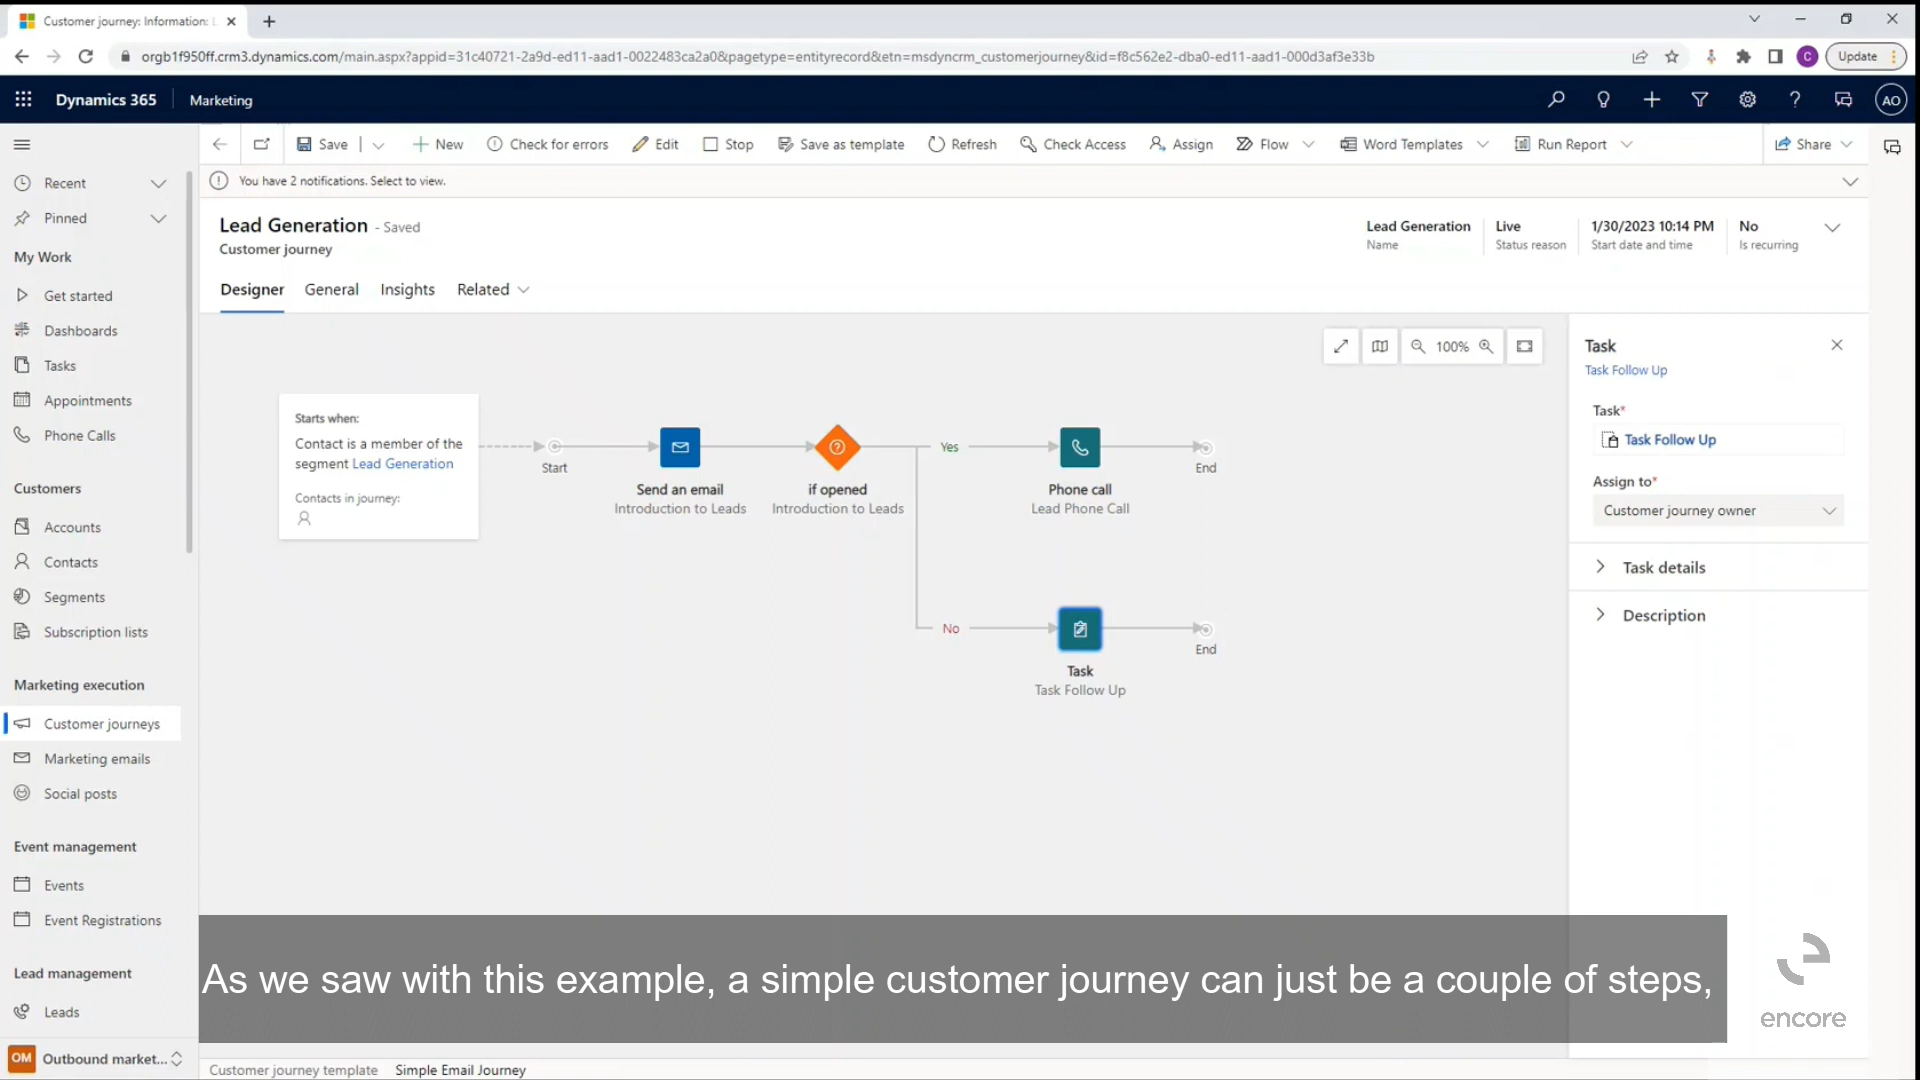 Customer journey: Information: L
orgb1f950ff.crm3.dynamics.com/main.aspx?appid=31c40721-2a9d-ed11-aad1-0022483ca2a0&pagetype=entityrecord&etn=msdyncrm_customerjourney&id=f8c562e2-dba0-ed11-aad1-000d3af3e33b
C
Update
Dynamics 365
Marketing
AO
Save
New
Check for errors
Edit
Stop
Save as template
Refresh
Check Access
Assign
Flow
Word Templates
Run Report
Share
You have 2 notifications. Select to view.
Recent
Pinned
My Work
Get started
Dashboards
Tasks
Appointments
Phone Calls
Customers
Accounts
Contacts
Segments
Subscription lists
Marketing execution
Customer journeys
Marketing emails
Social posts
Event management
Events
Event Registrations
Lead management
Leads
OM
Outbound market...
Lead Generation - Saved
Customer journey
Lead Generation
Name
Live
Status reason
1/30/2023 10:14 PM
Start date and time
No
Is recurring
Designer
General
Insights
Related
100%
Starts when:
Contact is a member of the
segment Lead Generation
Contacts in journey:
Start
Send an email
Introduction to Leads
if opened
Introduction to Leads
Yes
Phone call
Lead Phone Call
End
No
Task
Task Follow Up
End
Task
Task Follow Up
Task*
Task Follow Up
Assign to*
Customer journey owner
Task details
Description
As we saw with this example, a simple customer journey can just be a couple of steps,
encore
Customer journey template
Simple Email Journey